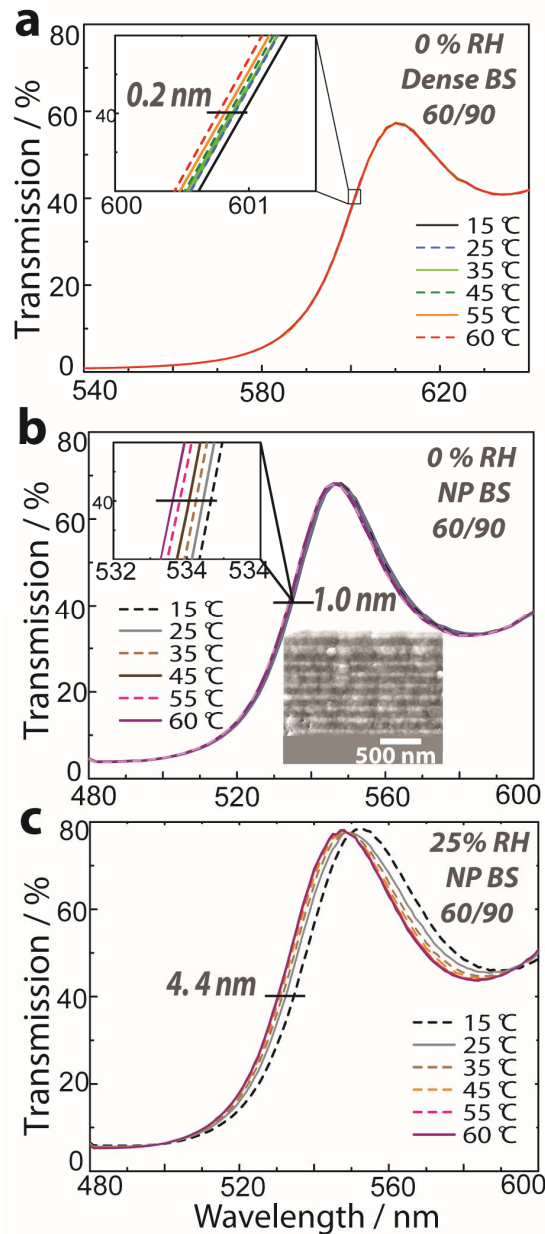 a
80
60
40
20
0
Transmission / %
0.2 nm
40
600 601
0 % RH
Dense BS
60/90
15 °C
25 °C
35 °C
45 °C
55 °C
60 °C
540 580 620
b
80
60
40
20
0
Transmission / %
40
532 534 534
0 % RH
NP BS
60/90
1.0 nm
15 °C
25 °C
35 °C
45 °C
55 °C
60 °C
500 nm
480 520 560 600
c
80
60
40
20
0
Transmission / %
25% RH
NP BS
60/90
4.4 nm
15 °C
25 °C
35 °C
45 °C
55 °C
60 °C
480 520 560 600
Wavelength / nm